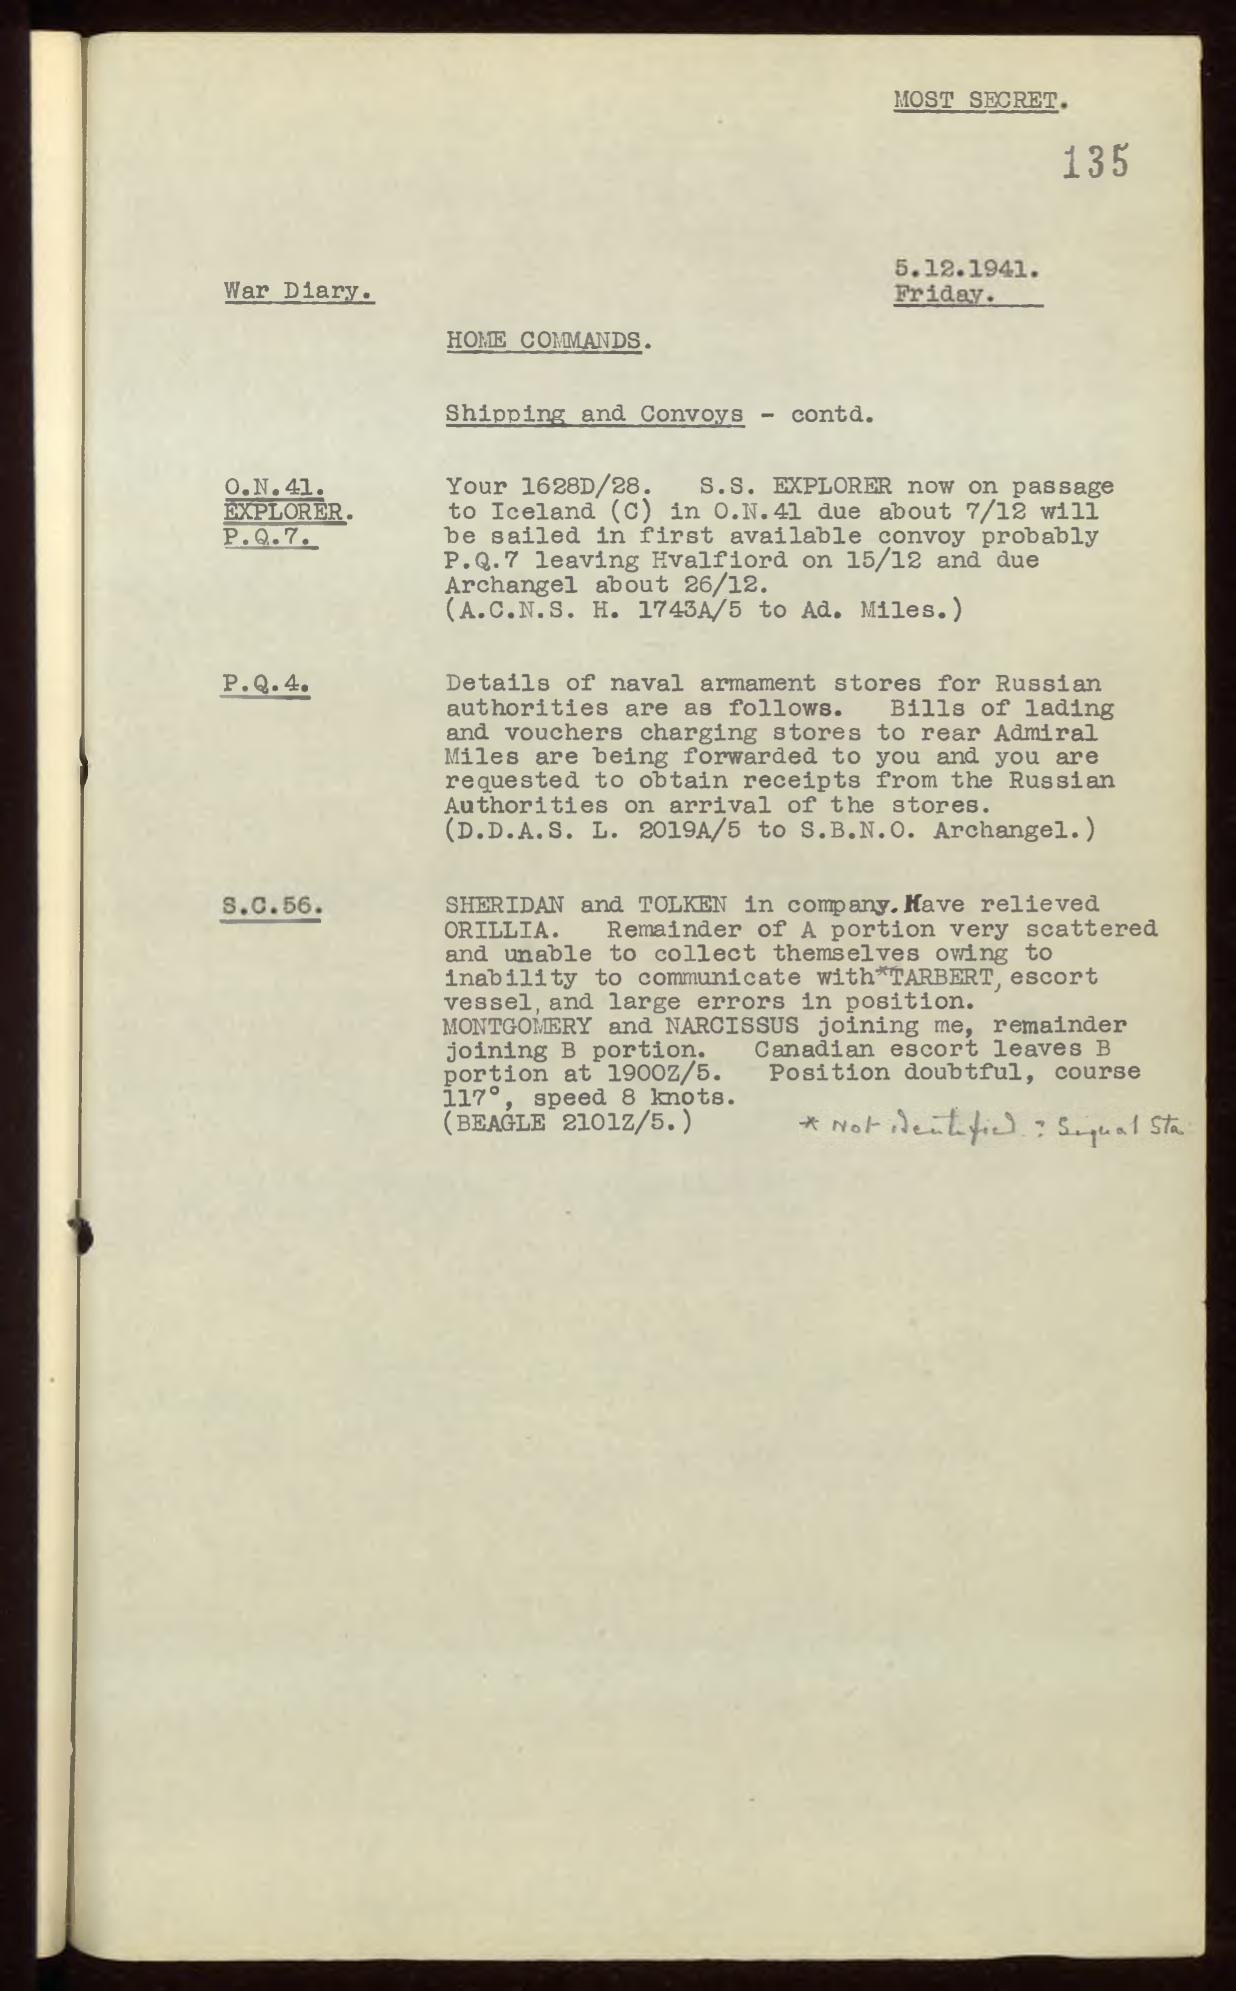 MOST SECRET.
135
5.12.1941.
War Diary.
Friday.
HOME COMMANDS.
Shipping and Convoys - contd.
O.N.41.
EXPLORER.
P.Q.7.
Your 1628D/28. S.S. EXPLORER now on passage
to Iceland (C) in O.N.41 due about 7/12 will
be sailed in first available convoy probably
P.Q.7 leaving Hvalfiord on 15/12 and due
Archangel about 26/12.
(A.C.N.S. H. 1743A/5 to Ad. Miles.)
P.Q.4.
Details of naval armament stores for Russian
authorities are as follows. Bills of lading
and vouchers charging stores to rear Admiral
Miles are being forwarded to you and you are
requested to obtain receipts from the Russian
Authorities on arrival of the stores.
(D.D.A.S. L. 2019A/5 to S.B.N.O. Archangel.)
S.C.56.
SHERIDAN and TOLKEN in company. Have relieved
ORILLIA. Remainder of A portion very scattered
and unable to collect themselves owing to
inability to communicate with *TARBERT, escort
vessel, and large errors in position.
MONTGOMERY and NARCISSUS joining me, remainder
joining B portion. Canadian escort leaves B
portion at 1900Z/5. Position doubtful, course
117°, speed 8 knots.
(BEAGLE 2101Z/5.)
* Not identified : Signal Sta